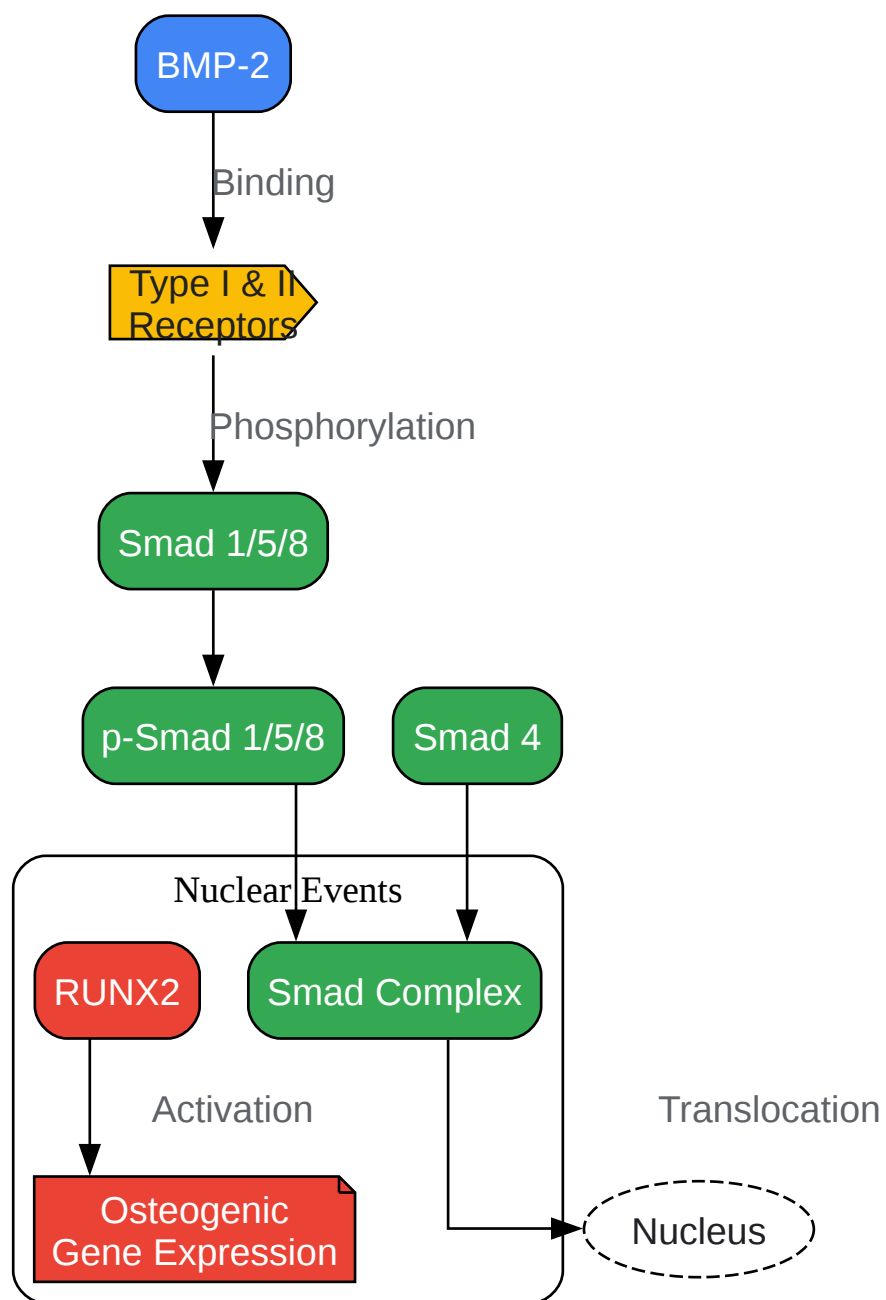 BMP-2
Binding
Type I & II
Receptors
Phosphorylation
Smad 1/5/8
p-Smad 1/5/8
Smad 4
Nuclear Events
RUNX2
Smad Complex
Activation
Translocation
Osteogenic
Gene Expression
Nucleus